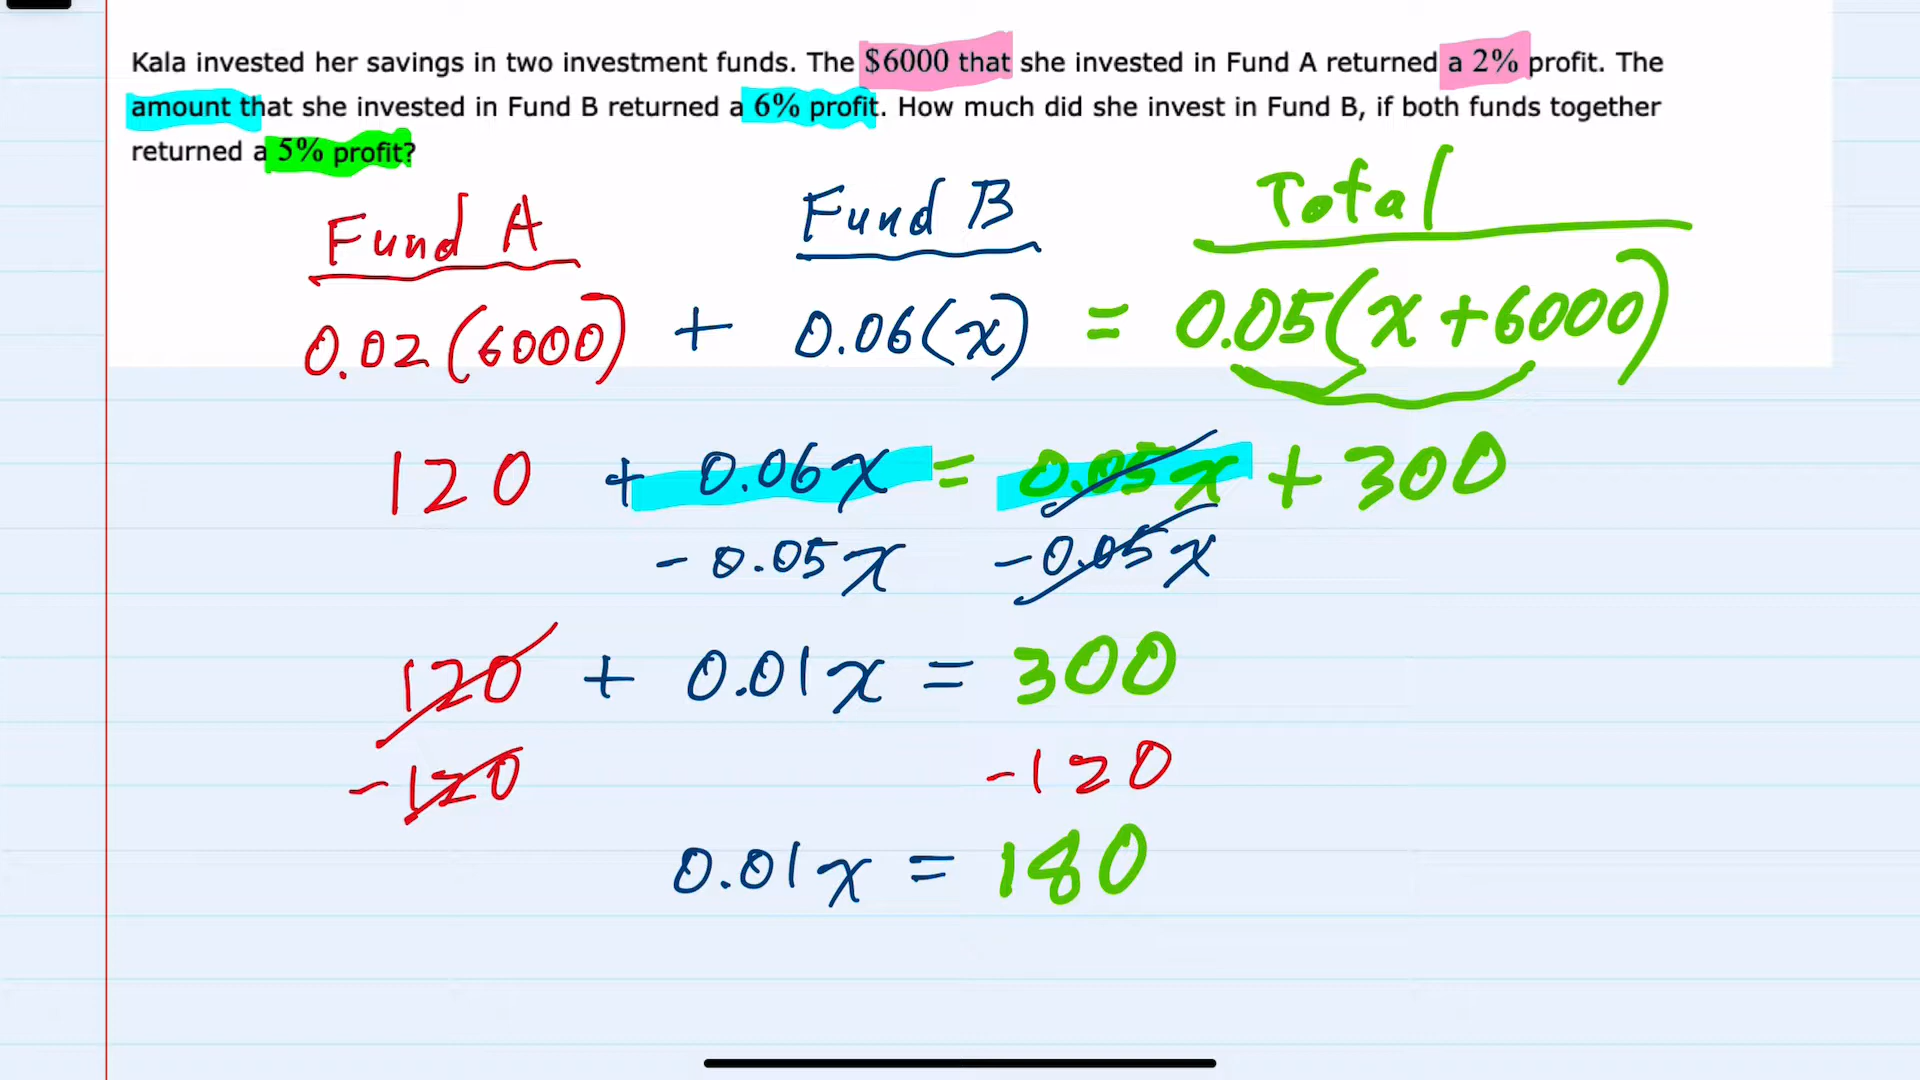 Kala invested her savings in two investment funds. The $6000 that she invested in Fund A returned a 2% profit. The
amount that she invested in Fund B returned a 6% profit. How much did she invest in Fund B, if both funds together
returned a 5% profit?
Fund A Fund B Total
0.02(6000) + 0.06(x) = 0.05(x+6000)
120 + 0.06x = 0.05x + 300
-0.05x -0.05x
120 + 0.01x = 300
-120 -120
0.01x = 180